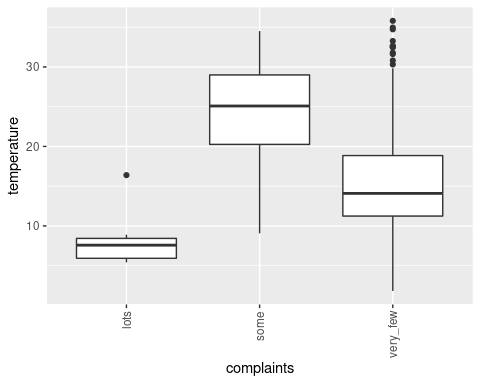 temperature
30
20
10
lots
some
very_few
complaints